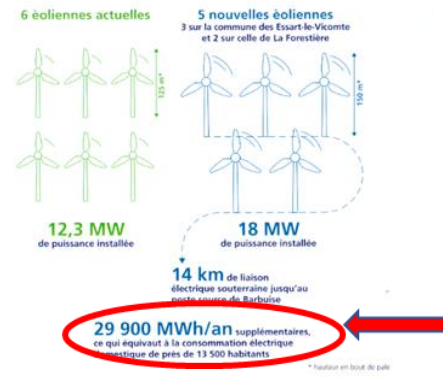 6 èoliennes actuelles
5 nouvelles èoliennes
3 sur la commune des Essart-le-Vicomte
et 2 sur celle de La Forestière
125 m*
150 m*
12,3 MW
de puissance installée
18 MW
de puissance installée
14 km de liaison
électrique souterraine jusqu'au
poste source de Barbuise
29 900 MWh/an supplémentaires,
ce qui équivaut à la consommation électrique
domestique de près de 13 500 habitants
* hauteur en bout de pale